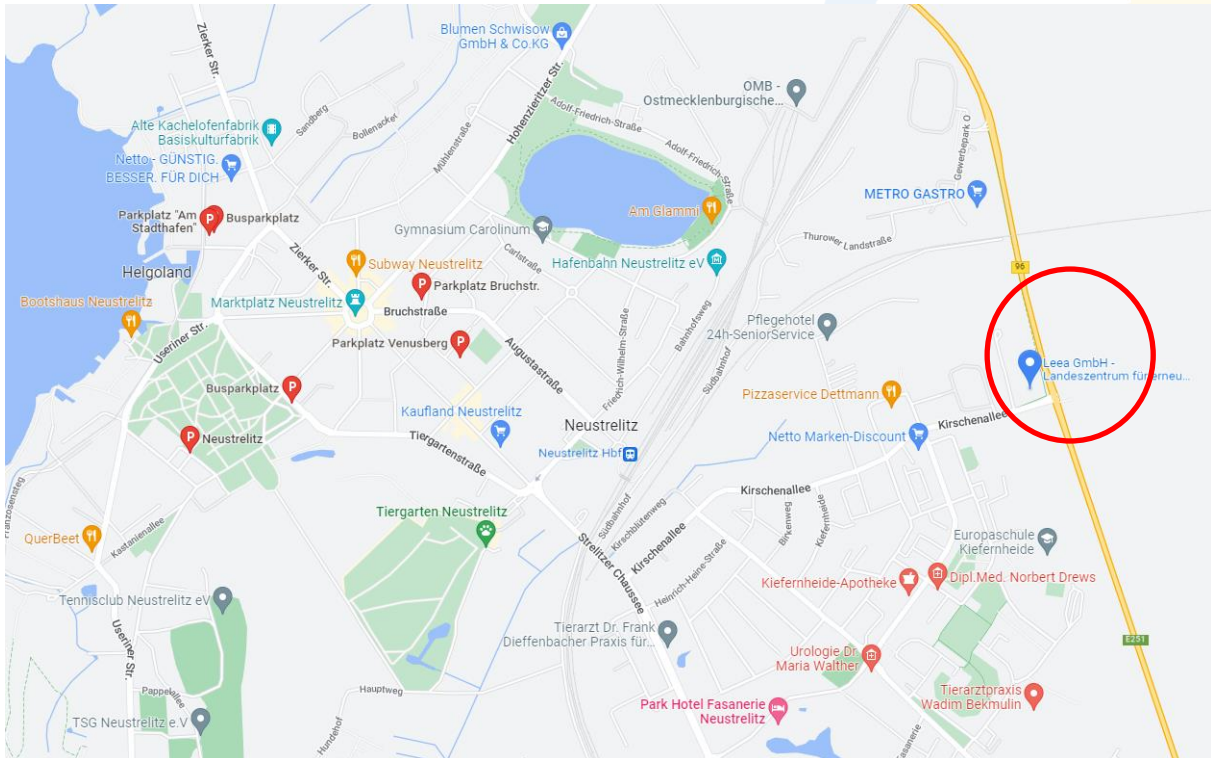 Blumen Schwisow
GmbH & Co.KG
Zierker Str.
Hohenzieritzer Str.
OMB -
Ostmecklenburgische...
Adolf-Friedrich-Straße
Sandberg
Bollenacker
Mühlenstraße
Alte Kachelofenfabrik
Basiskulturfabrik
Netto - GÜNSTIG.
BESSER. FÜR DICH
Adolf-Friedrich-Straße
Gewerbepark O
METRO GASTRO
Parkplatz "Am
Stadthafen"
P
P
Busparkplatz
Am Glammi
Gymnasium Carolinum
Carlstraße
Thurower Landstraße
Zierker Str.
Subway Neustrelitz
Hafenbahn Neustrelitz eV
96
Helgoland
P
Parkplatz Bruchstr.
Bootshaus Neustrelitz
Marktplatz Neustrelitz
Bruchstraße
Bahnhofsweg
Useriner Str.
Parkplatz Venusberg
P
Augustastraße
Friedrich-Wilhelm-Straße
Südbahnhof
Pflegehotel
24h-SeniorService
Leea GmbH -
Landeszentrum für erneu...
Busparkplatz
P
Pizzaservice Dettmann
Kaufland Neustrelitz
Neustrelitz
Kirschenallee
P
Neustrelitz
Tiergartenstraße
Netto Marken-Discount
Neustrelitz Hbf
Franzosensteg
Kirschenallee
Südbahnhof
Kirschblütenweg
Birkenweg
Kiefernheide
Tiergarten Neustrelitz
Kirschenallee
QuerBeet
Kastanienallee
Strelitzer Chaussee
Heinrich-Heine-Straße
Europaschule
Kiefernheide
Kiefernheide-Apotheke
Dipl.Med. Norbert Drews
Tennisclub Neustrelitz eV
Tierarzt Dr. Frank
Dieffenbacher Praxis für...
Useriner Str.
E251
Urologie Dr.
Maria Walther
Pappelallee
Hauptweg
Tierarztpraxis
Wadim Bekmulin
Park Hotel Fasanerie
Neustrelitz
TSG Neustrelitz e.V
Hundehof
Fasanerie